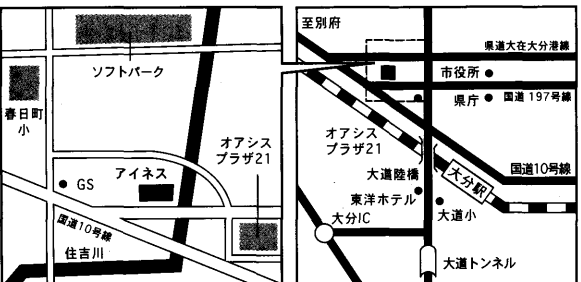 ソフトパーク
春日町
小
オアシス
プラザ21
アイネス
GS
国道10号線
住吉川
至別府
県道大在大分港線
市役所
県庁
国道 197号線
オアシス
プラザ21
大道陸橋
大分駅
国道10号線
東洋ホテル
大道小
大分IC
大道トンネル